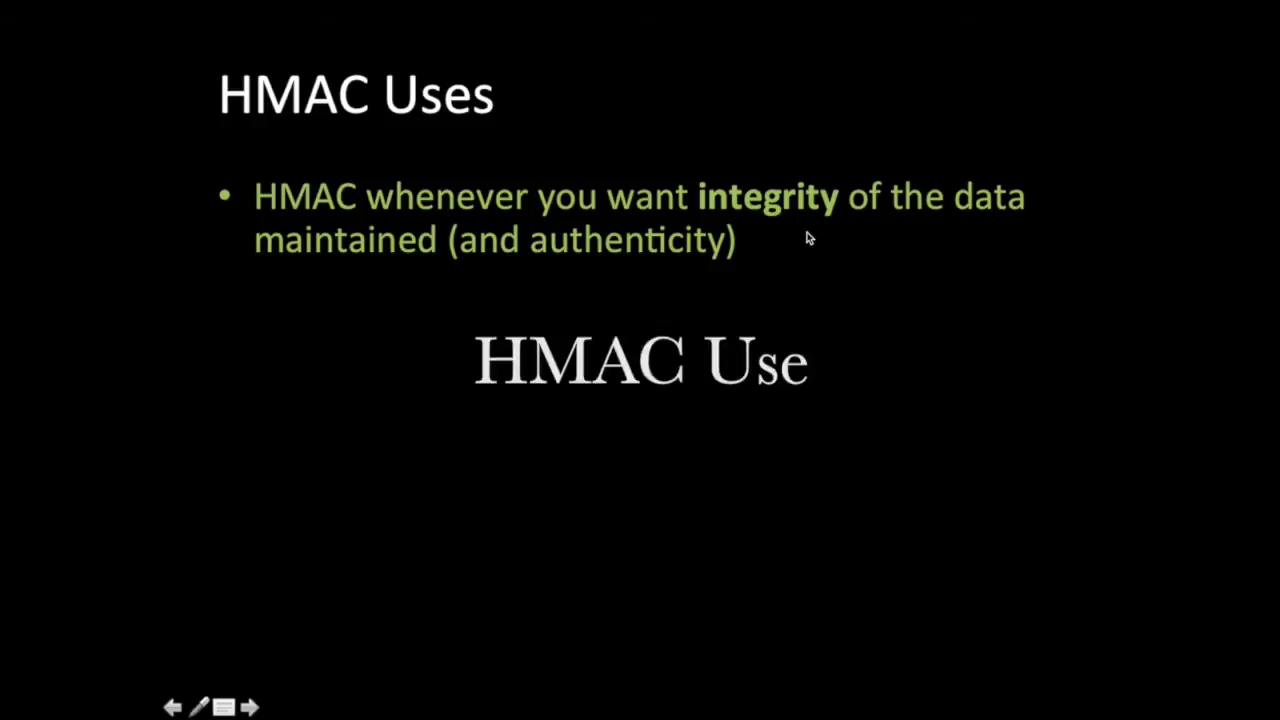 HMAC Uses
• HMAC whenever you want integrity of the data
maintained (and authenticity)
HMAC Use